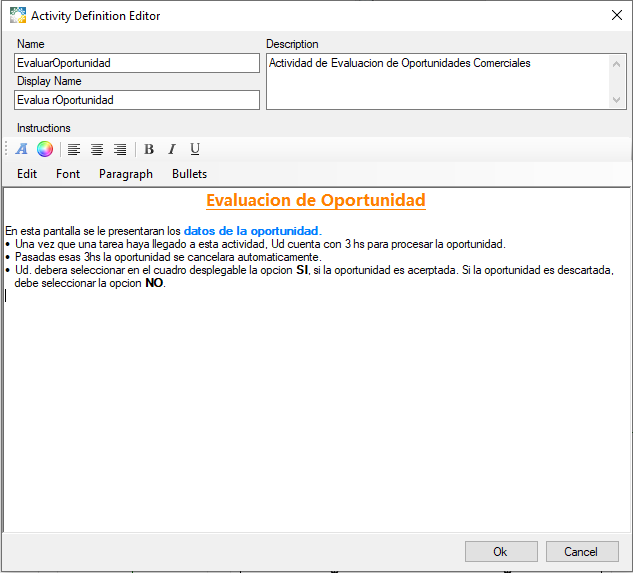 Activity Definition Editor
Name
Description
EvaluarOportunidad
Actividad de Evaluacion de Oportunidades Comerciales
Display Name
Evalua rOportunidad
Instructions
A B I U
Edit Font Paragraph Bullets
Evaluacion de Oportunidad
En esta pantalla se le presentaran los datos de la oportunidad.
• Una vez que una tarea haya llegado a esta actividad, Ud cuenta con 3 hs para procesar la oportunidad.
• Pasadas esas 3hs la oportunidad se cancelara automaticamente.
• Ud. debera seleccionar en el cuadro desplegable la opcion SI, si la oportunidad es acerptada. Si la oportunidad es descartada,
debe seleccionar la opcion NO.
Ok Cancel